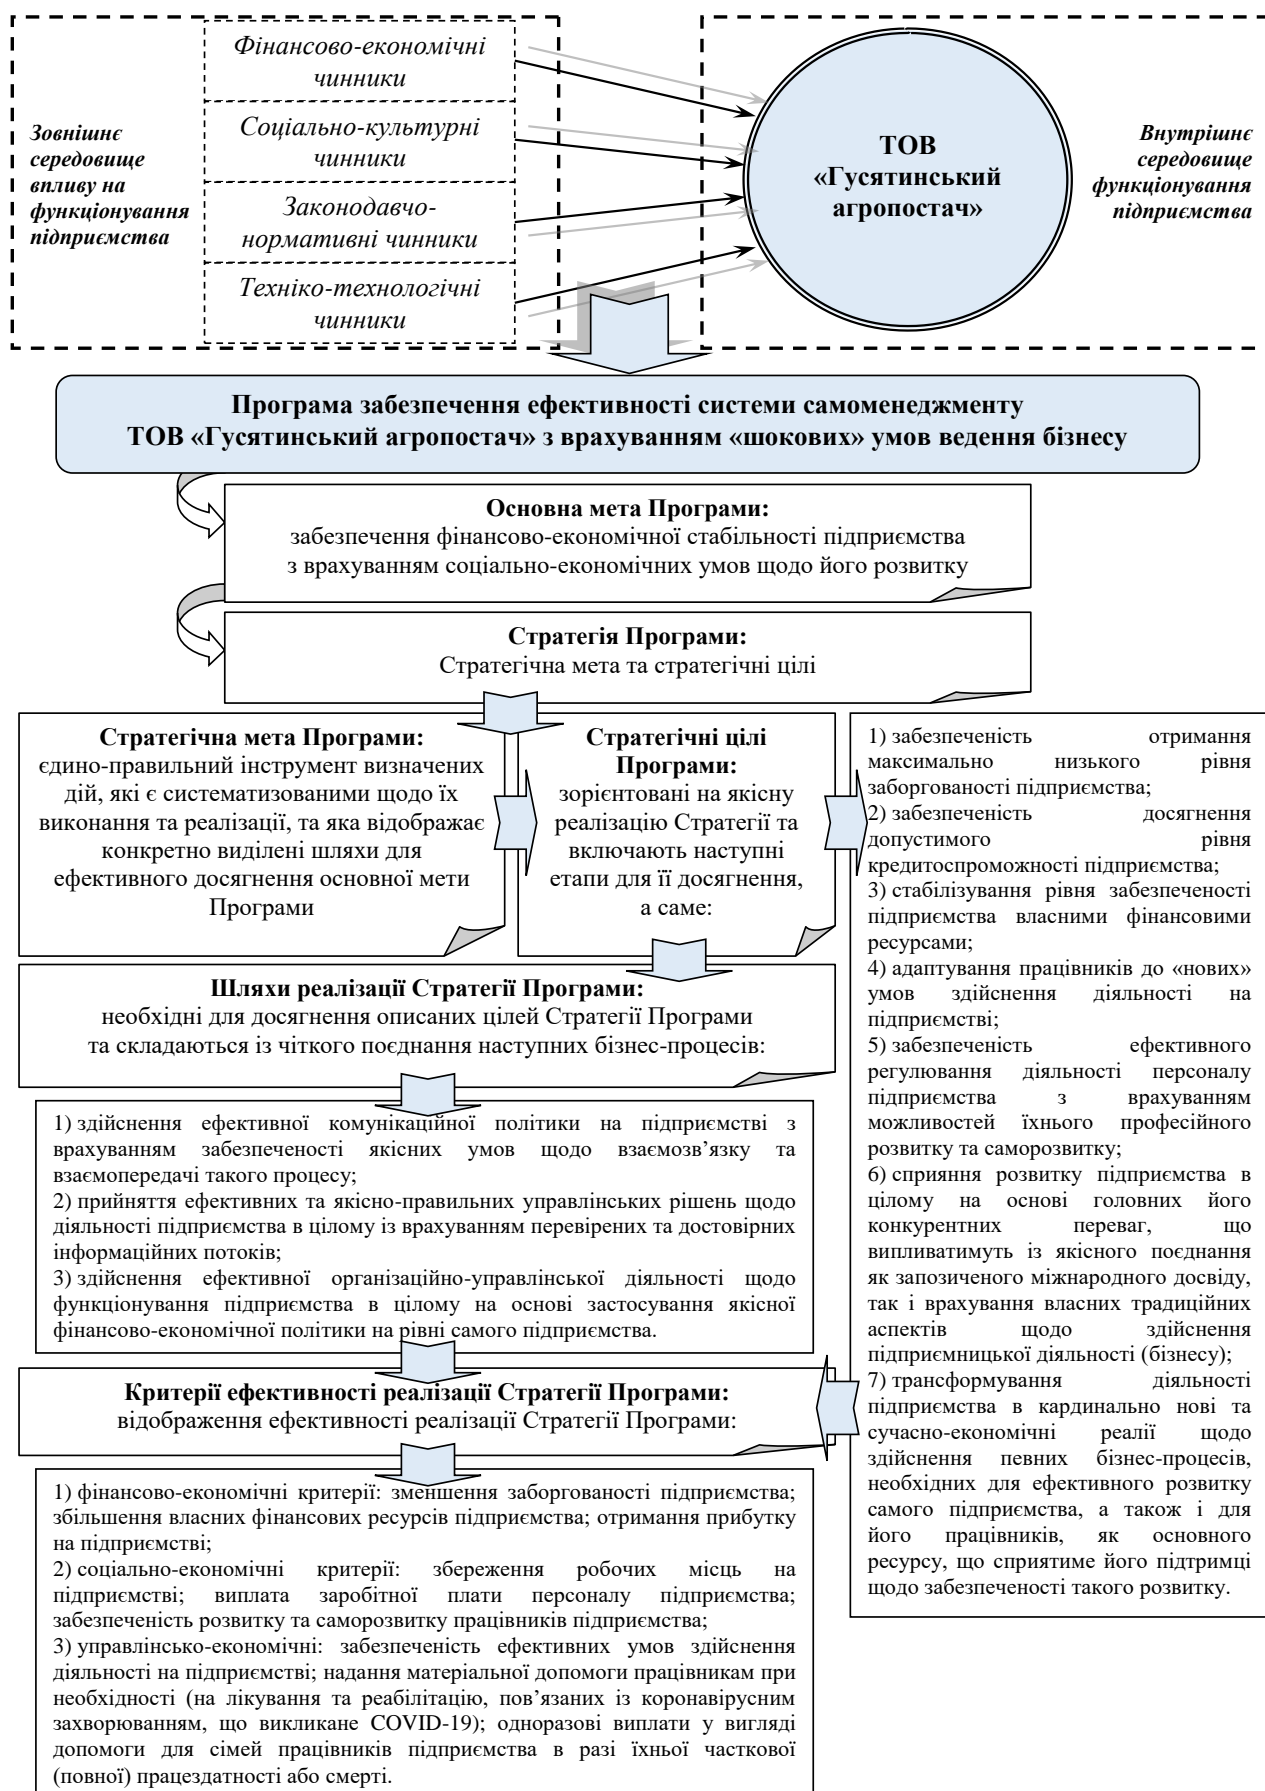 Зовнішнє
середовище
впливу на
функціонування
підприємства
Фінансово-економічні
чинники
Соціально-культурні
чинники
Законодавчо-
нормативні чинники
Техніко-технологічні
чинники
ТОВ
«Гусятинський
агропостач»
Внутрішнє
середовище
функціонування
підприємства
Програма забезпечення ефективності системи самоменеджменту
ТОВ «Гусятинський агропостач» з врахуванням «шокових» умов ведення бізнесу
Основна мета Програми:
забезпечення фінансово-економічної стабільності підприємства
з врахуванням соціально-економічних умов щодо його розвитку
Стратегія Програми:
Стратегічна мета та стратегічні цілі
Стратегічна мета Програми:
єдино-правильний інструмент визначених
дій, які є систематизованими щодо їх
виконання та реалізації, та яка відображає
конкретно виділені шляхи для
ефективного досягнення основної мети
Програми
Стратегічні цілі
Програми:
зорієнтовані на якісну
реалізацію Стратегії та
включають наступні
етапи для її досягнення,
а саме:
1) забезпеченість отримання
максимально низького рівня
заборгованості підприємства;
2) забезпеченість досягнення
допустимого рівня
кредитоспроможності підприємства;
3) стабілізування рівня забезпеченості
підприємства власними фінансовими
ресурсами;
4) адаптування працівників до «нових»
умов здійснення діяльності на
підприємстві;
5) забезпеченість ефективного
регулювання діяльності персоналу
підприємства з врахуванням
можливостей їхнього професійного
розвитку та саморозвитку;
6) сприяння розвитку підприємства в
цілому на основі головних його
конкурентних переваг, що
випливатимуть із якісного поєднання
як запозиченого міжнародного досвіду,
так і врахування власних традиційних
аспектів щодо здійснення
підприємницької діяльності (бізнесу);
7) трансформування діяльності
підприємства в кардинально нові та
сучасно-економічні реалії щодо
здійснення певних бізнес-процесів,
необхідних для ефективного розвитку
самого підприємства, а також і для
його працівників, як основного
ресурсу, що сприятиме його підтримці
щодо забезпеченості такого розвитку.
Шляхи реалізації Стратегії Програми:
необхідні для досягнення описаних цілей Стратегії Програми
та складаються із чіткого поєднання наступних бізнес-процесів:
1) здійснення ефективної комунікаційної політики на підприємстві з
врахуванням забезпеченості якісних умов щодо взаємозв’язку та
взаємопередачі такого процесу;
2) прийняття ефективних та якісно-правильних управлінських рішень щодо
діяльності підприємства в цілому із врахуванням перевірених та достовірних
інформаційних потоків;
3) здійснення ефективної організаційно-управлінської діяльності щодо
функціонування підприємства в цілому на основі застосування якісної
фінансово-економічної політики на рівні самого підприємства.
Критерії ефективності реалізації Стратегії Програми:
відображення ефективності реалізації Стратегії Програми:
1) фінансово-економічні критерії: зменшення заборгованості підприємства;
збільшення власних фінансових ресурсів підприємства; отримання прибутку
на підприємстві;
2) соціально-економічні критерії: збереження робочих місць на
підприємстві; виплата заробітної плати персоналу підприємства;
забезпеченість розвитку та саморозвитку працівників підприємства;
3) управлінсько-економічні: забезпеченість ефективних умов здійснення
діяльності на підприємстві; надання матеріальної допомоги працівникам при
необхідності (на лікування та реабілітацію, пов’язаних із коронавірусним
захворюванням, що викликане COVID-19); одноразові виплати у вигляді
допомоги для сімей працівників підприємства в разі їхньої часткової
(повної) працездатності або смерті.